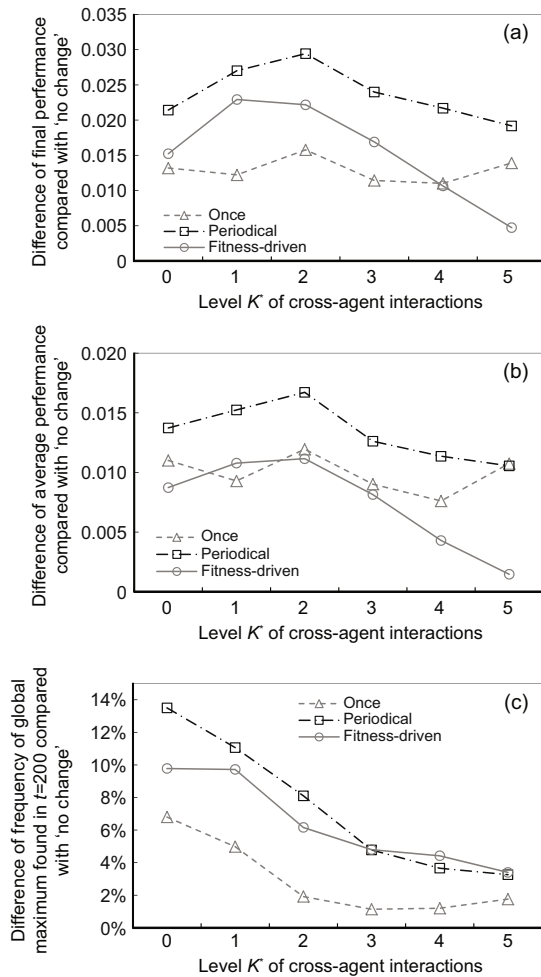 Difference of final perfermance
compared with 'no change'
0.035
0.030
0.025
0.020
0.015
0.010
0.005
0
(a)
Once
Periodical
Fitness-driven
0 1 2 3 4 5
Level K* of cross-agent interactions
Difference of average performance
compared with 'no change'
0.020
0.015
0.010
0.005
0
(b)
Once
Periodical
Fitness-driven
0 1 2 3 4 5
Level K* of cross-agent interactions
Difference of frequency of global
maximum found in t=200 compared
with 'no change'
14%
12%
10%
8%
6%
4%
2%
0%
(c)
Once
Periodical
Fitness-driven
0 1 2 3 4 5
Level K* of cross-agent interactions